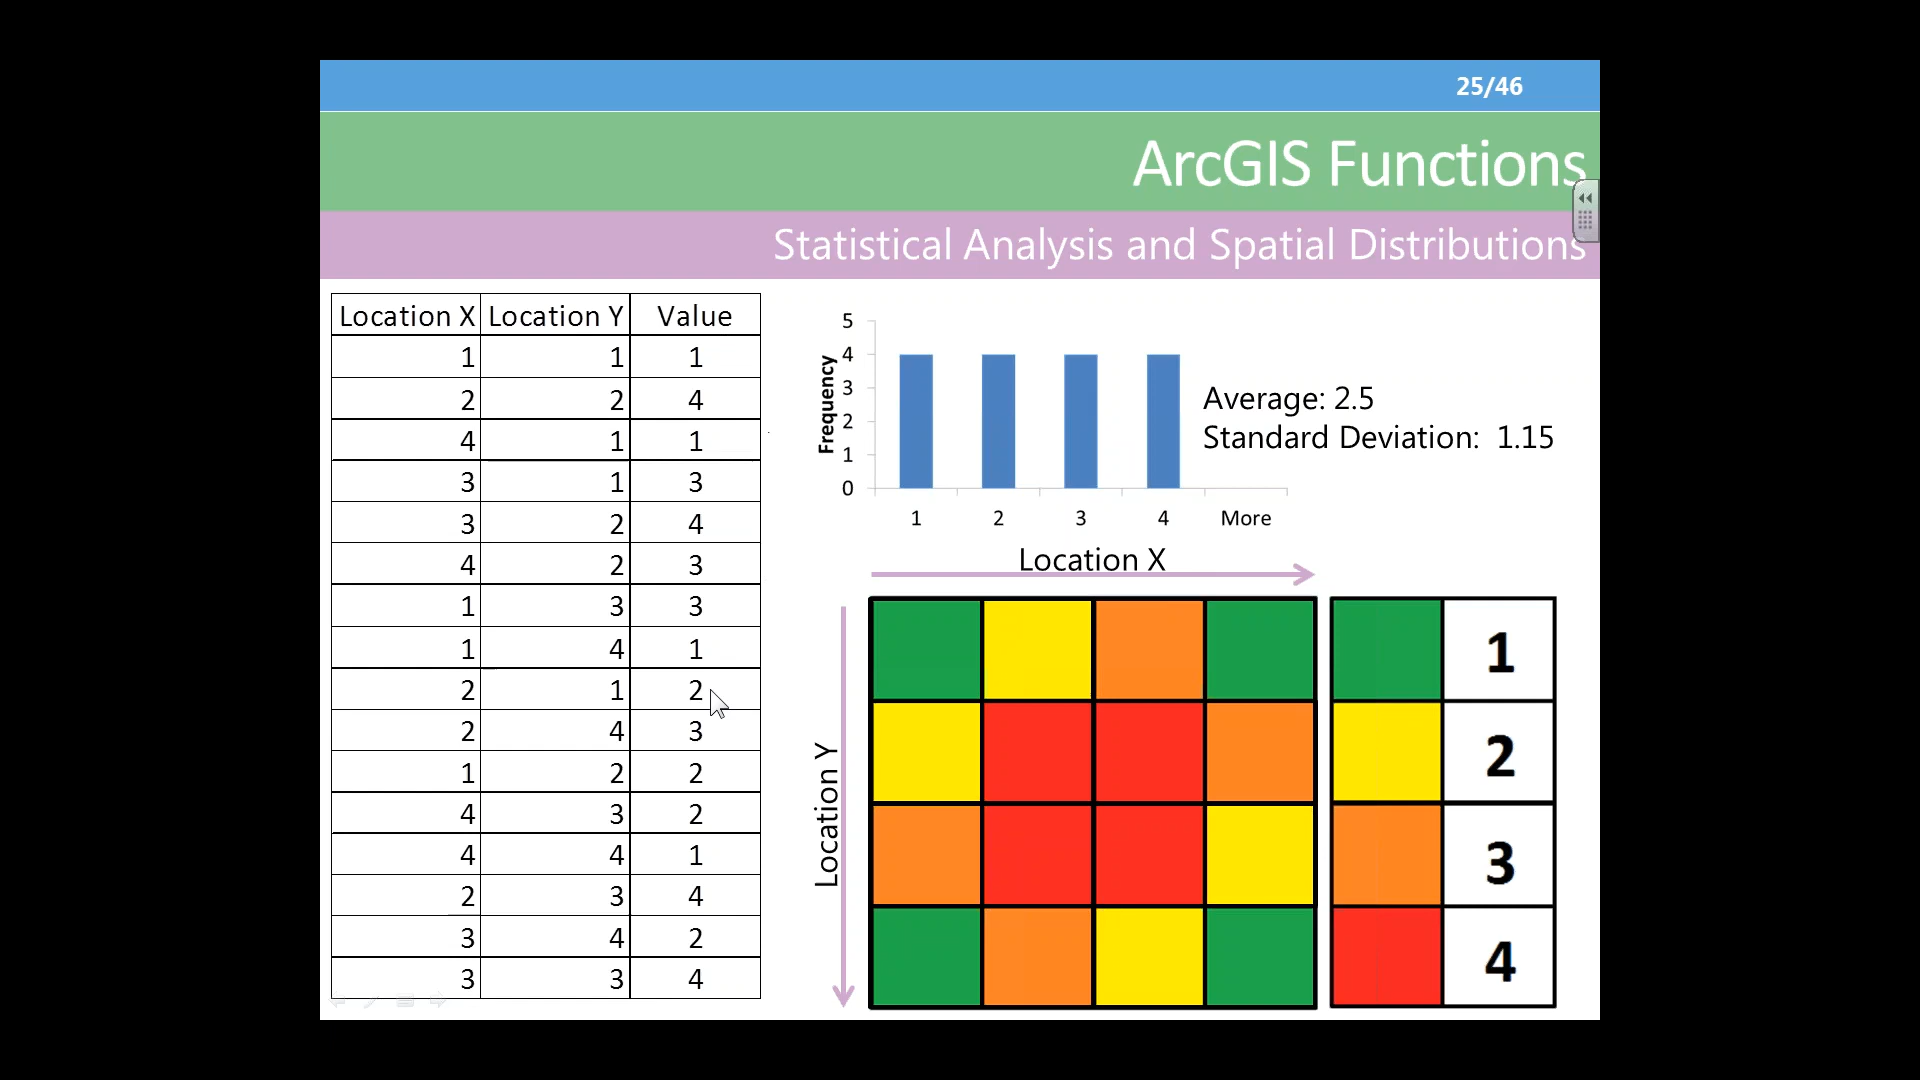 25/46
ArcGIS Functions
Statistical Analysis and Spatial Distributions
Location X Location Y Value
1 1 1
2 2 4
4 1 1
3 1 3
3 2 4
4 2 3
1 3 3
1 4 1
2 1 2
2 4 3
1 2 2
4 3 2
4 4 1
2 3 4
3 4 2
3 3 4
5
4
3
2
1
0
Frequency
1 2 3 4 More
Average: 2.5
Standard Deviation: 1.15
Location X
Location Y
1
2
3
4